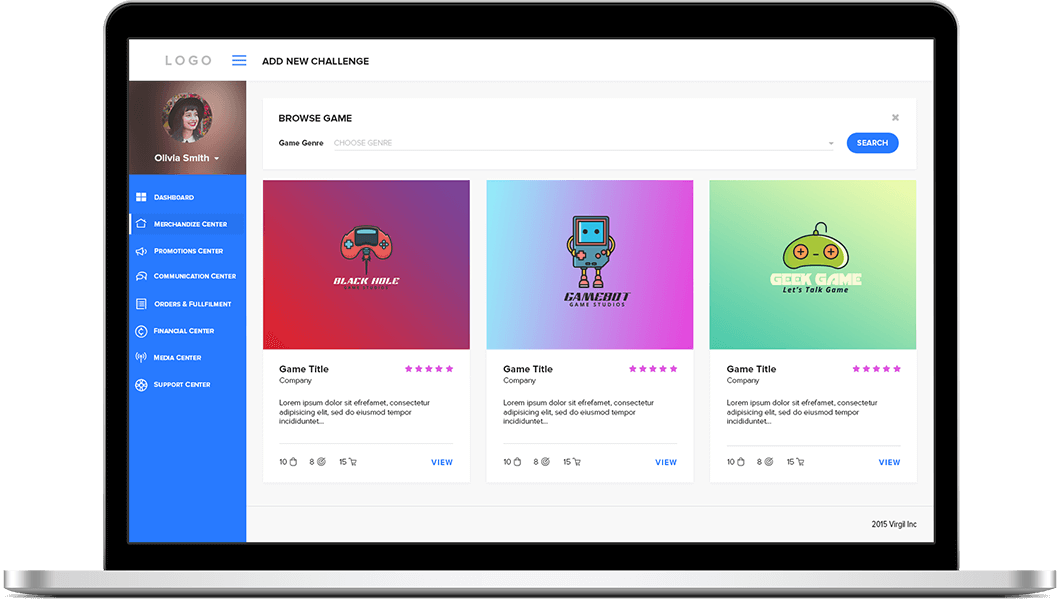 LOGO
ADD NEW CHALLENGE
Olivia Smith
DASHBOARD
MERCHANDIZE CENTER
PROMOTIONS CENTER
COMMUNICATION CENTER
ORDERS & FULLFILMENT
FINANCIAL CENTER
MEDIA CENTER
SUPPORT CENTER
BROWSE GAME
Game Genre CHOOSE GENRE
SEARCH
BLACK HOLE
GAME STUDIOS
Game Title
Company
Lorem ipsum dolor sit efrefamet, consectetur
adipisicing elit, sed do eiusmod tempor
incididuntet...
10 8 15 VIEW
GAMEBOT
GAME STUDIOS
Game Title
Company
Lorem ipsum dolor sit efrefamet, consectetur
adipisicing elit, sed do eiusmod tempor
incididuntet...
10 8 15 VIEW
GEEK GAME
Let's Talk Game
Game Title
Company
Lorem ipsum dolor sit efrefamet, consectetur
adipisicing elit, sed do eiusmod tempor
incididuntet...
10 8 15 VIEW
2015 Virgil Inc